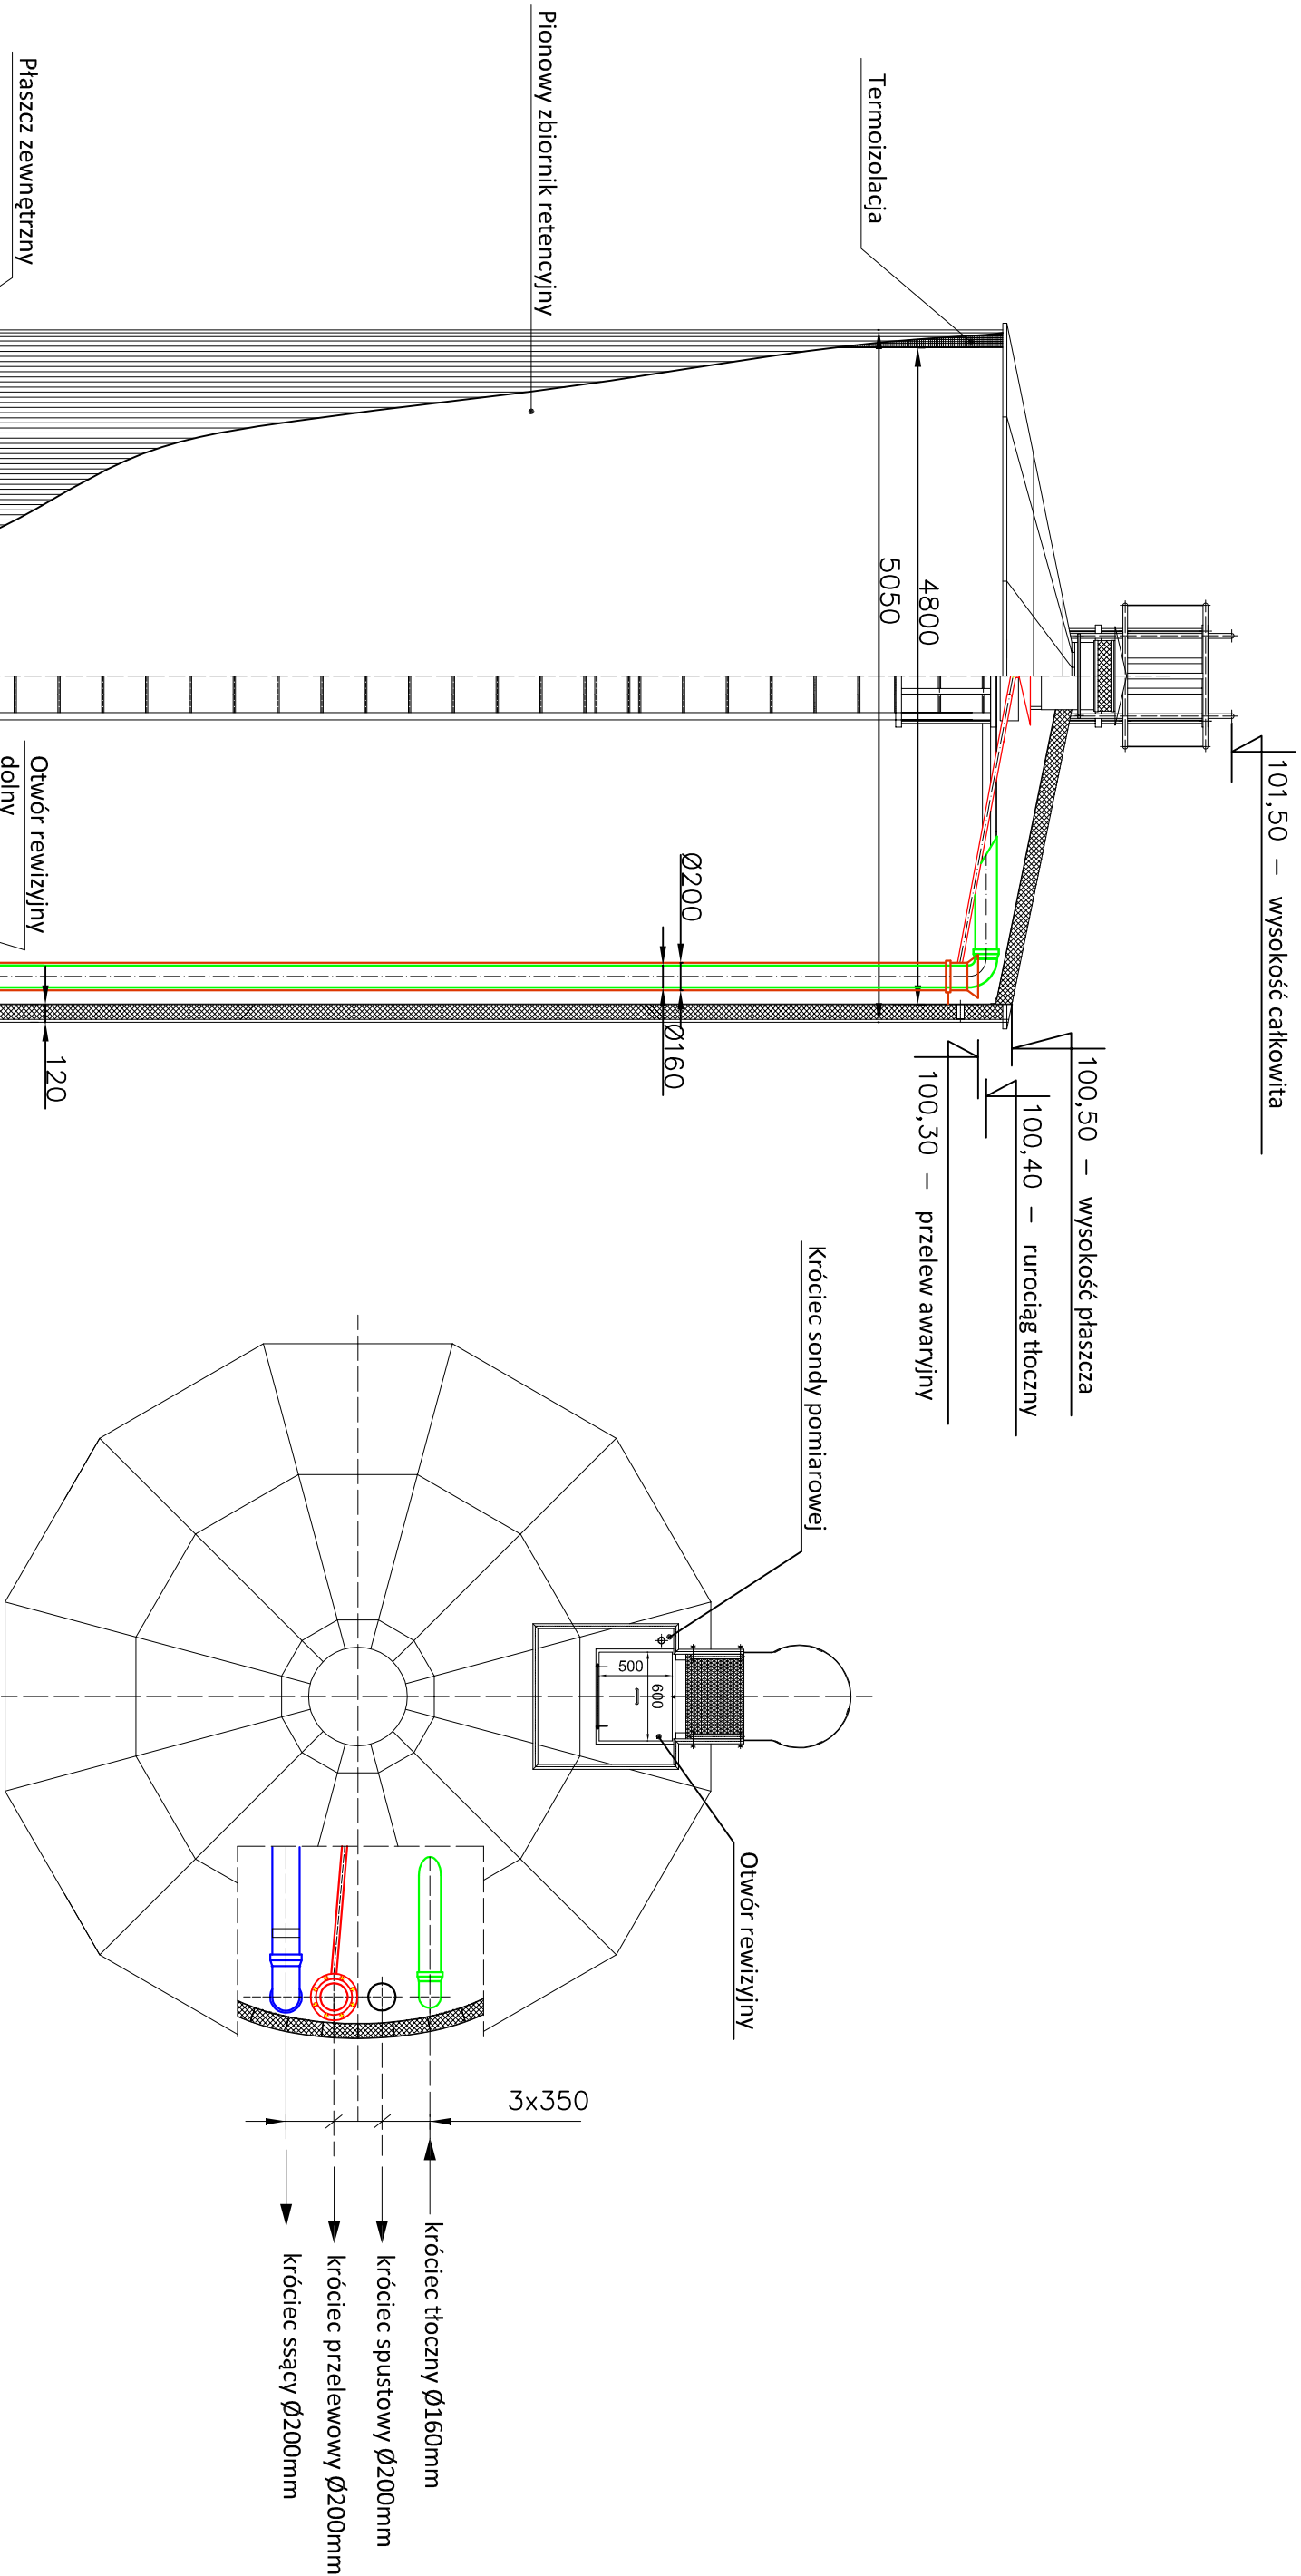 101,50 – wysokość całkowita
100,50 – wysokość płaszcza
100,40 – rurociąg tłoczny
100,30 – przelew awaryjny
Termoizolacja
Pionowy zbiornik retencyjny
Płaszcz zewnętrzny
4800
5050
Ø200
Ø160
120
Otwór rewizyjny
dolny
Króciec sondy pomiarowej
Otwór rewizyjny
500
600
3x350
króciec tłoczny Ø160mm
króciec spustowy Ø200mm
króciec przelewowy Ø200mm
króciec ssący Ø200mm